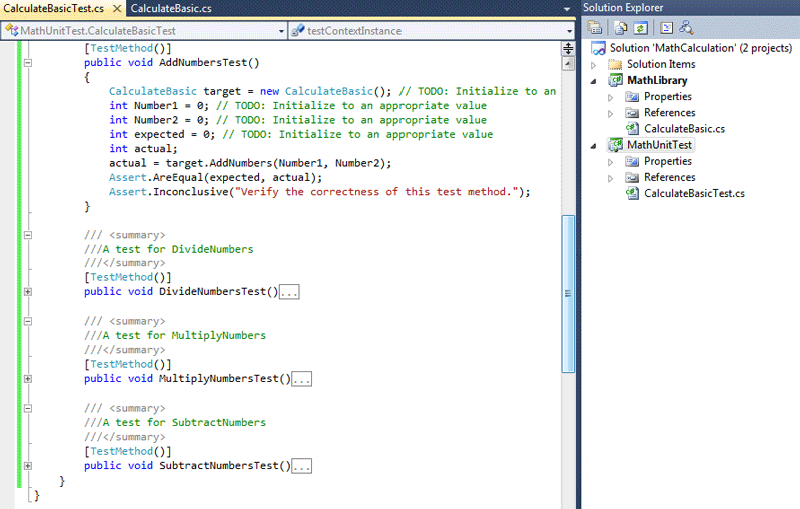 CalculateBasicTest.cs CalculateBasic.cs
MathUnitTest.CalculateBasicTest testContextInstance
[TestMethod()]
public void AddNumbersTest()
{
CalculateBasic target = new CalculateBasic(); // TODO: Initialize to an
int Number1 = 0; // TODO: Initialize to an appropriate value
int Number2 = 0; // TODO: Initialize to an appropriate value
int expected = 0; // TODO: Initialize to an appropriate value
int actual;
actual = target.AddNumbers(Number1, Number2);
Assert.AreEqual(expected, actual);
Assert.Inconclusive("Verify the correctness of this test method.");
}
/// <summary>
///A test for DivideNumbers
///</summary>
[TestMethod()]
public void DivideNumbersTest()...
/// <summary>
///A test for MultiplyNumbers
///</summary>
[TestMethod()]
public void MultiplyNumbersTest()...
/// <summary>
///A test for SubtractNumbers
///</summary>
[TestMethod()]
public void SubtractNumbersTest()...
}
}
Solution Explorer
Solution 'MathCalculation' (2 projects)
Solution Items
MathLibrary
Properties
References
CalculateBasic.cs
MathUnitTest
Properties
References
CalculateBasicTest.cs